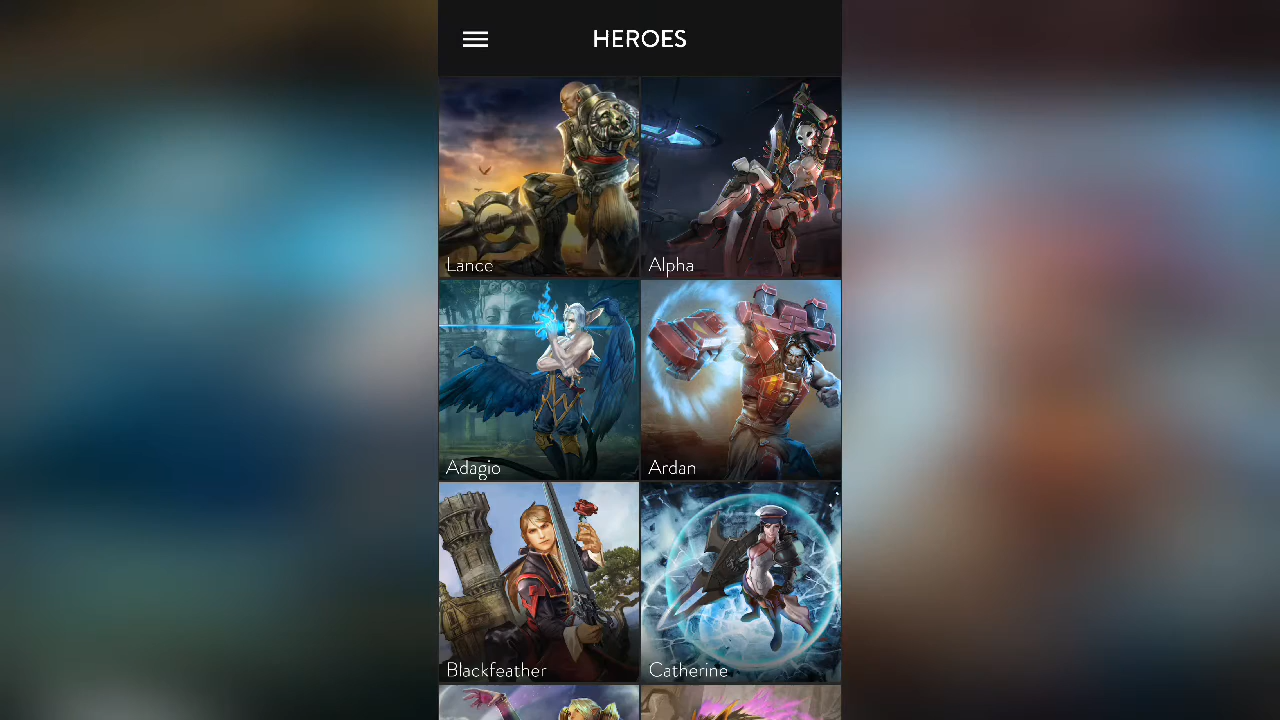 HEROES
Lance
Alpha
Adagio
Ardan
Blackfeather
Catherine